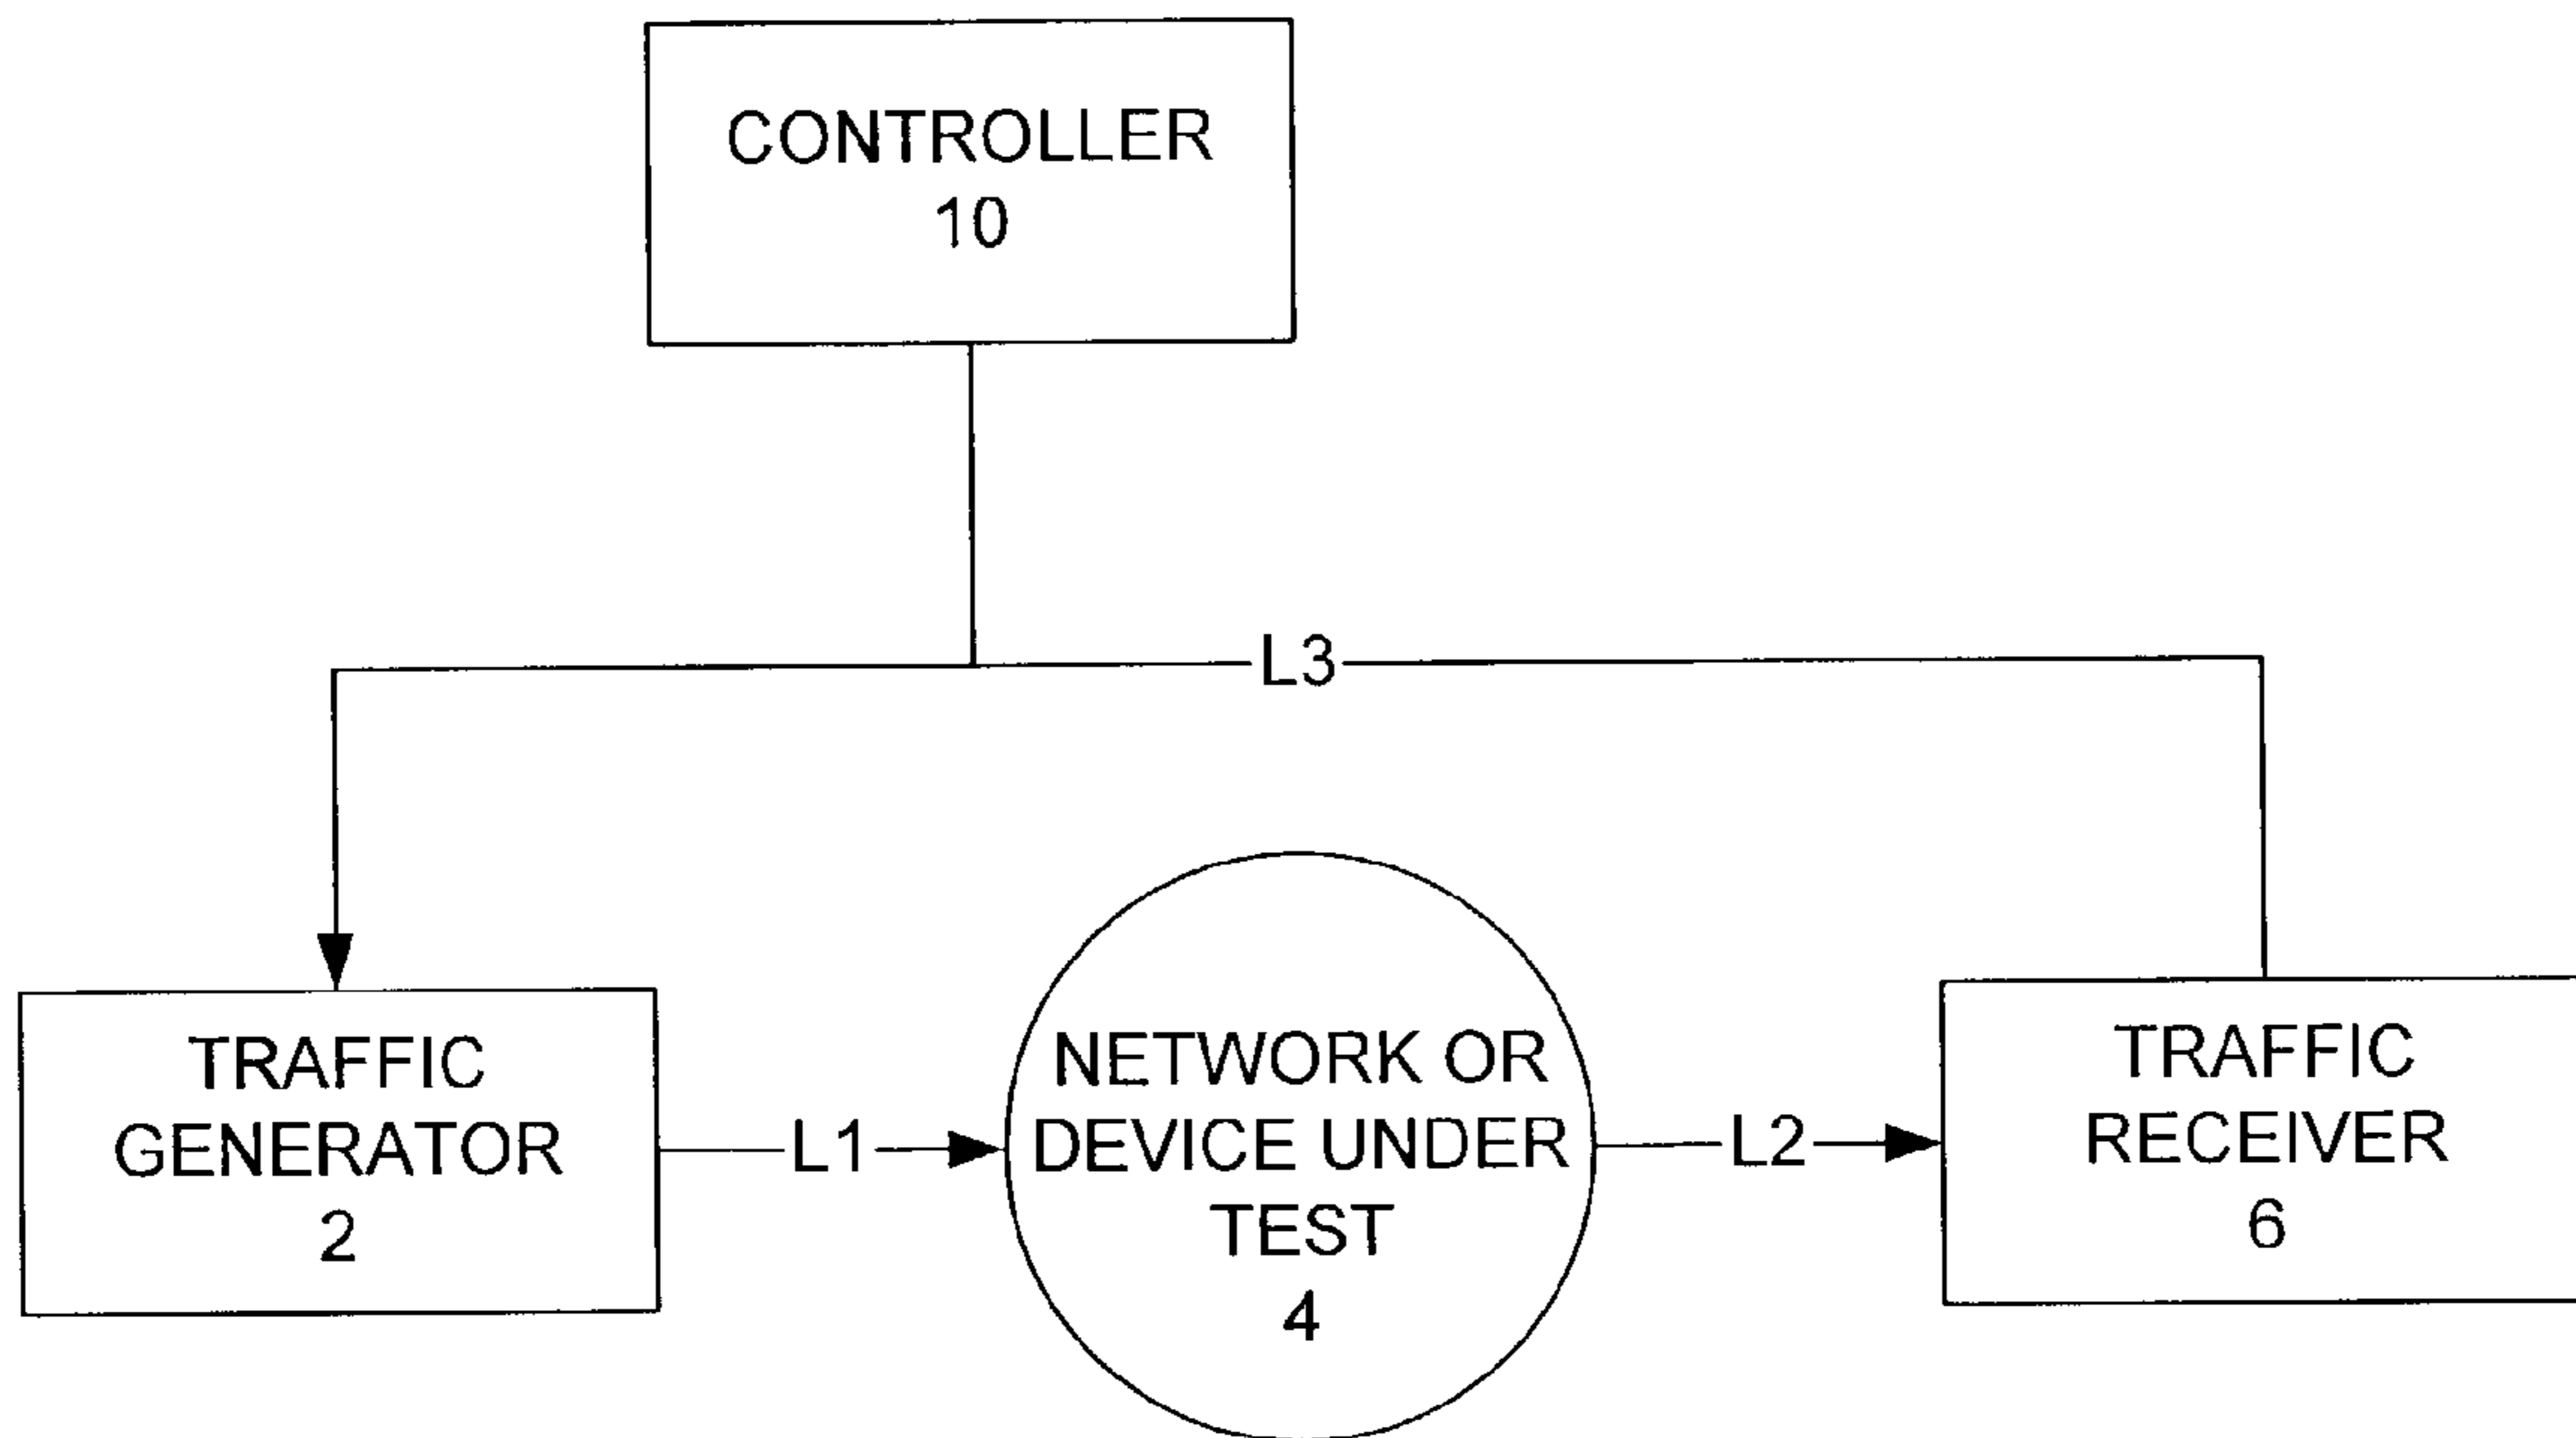 CONTROLLER
10
L3
TRAFFIC
GENERATOR
2
L1
NETWORK OR
DEVICE UNDER
TEST
4
L2
TRAFFIC
RECEIVER
6